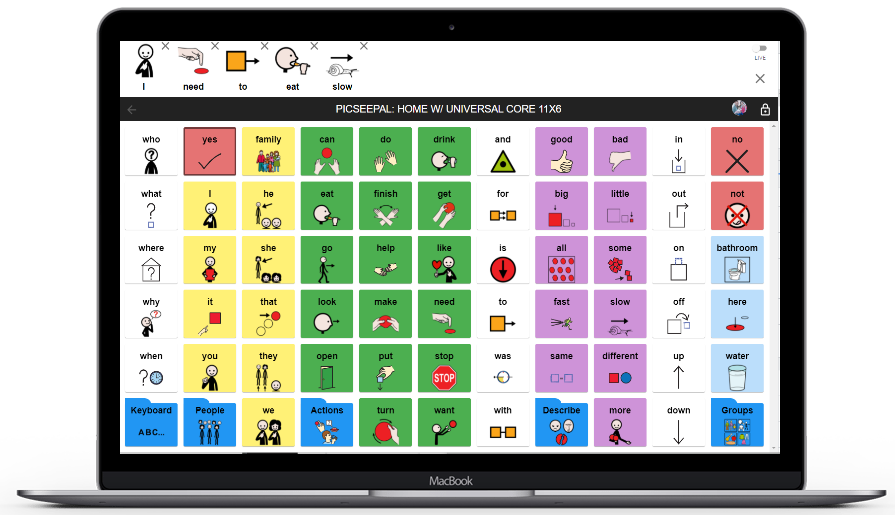 LIVE
I need to eat slow
PICSEEPAL: HOME W/ UNIVERSAL CORE 11X6
who yes family can do drink and good bad in no
what I he eat finish get for big little out not
where my she go help like is all some on bathroom
why it that look make need to fast slow off here
STOP
when you they open put stop was same different up water
Keyboard People we Actions turn want with Describe more down Groups
ABC...
MacBook